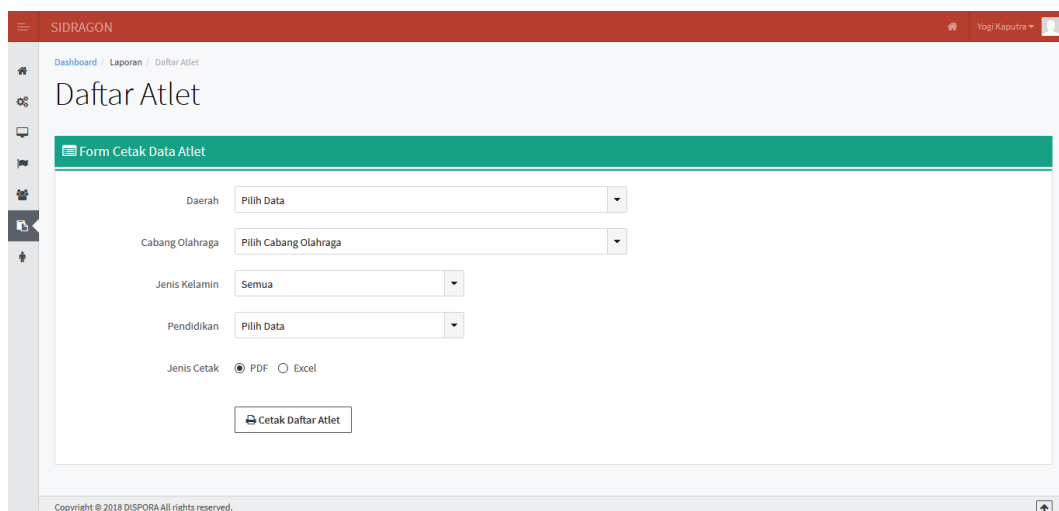 SIDRAGON Yogi Kaputra
Dashboard / Laporan / Daftar Atlet
Daftar Atlet
Form Cetak Data Atlet
Daerah Pilih Data
Cabang Olahraga Pilih Cabang Olahraga
Jenis Kelamin Semua
Pendidikan Pilih Data
Jenis Cetak PDF Excel
Cetak Daftar Atlet
Copyright © 2018 DISPORA All rights reserved.